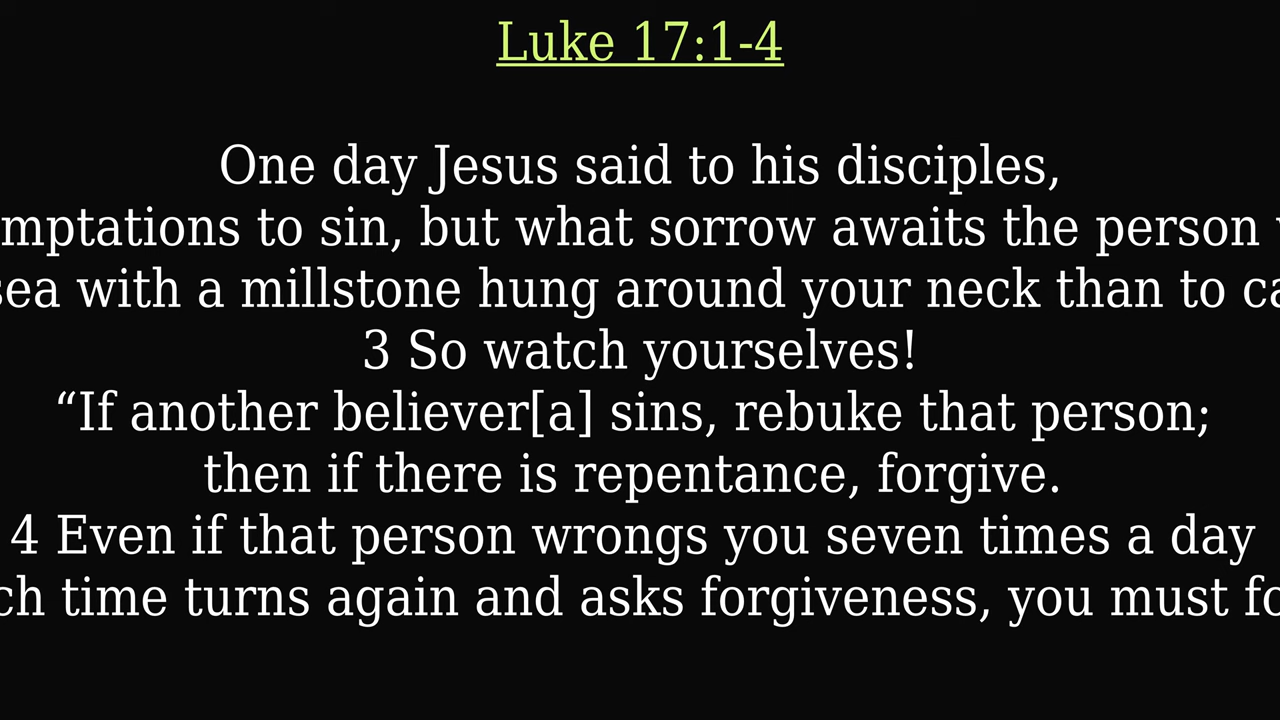 Luke 17:1-4
One day Jesus said to his disciples,
mptations to sin, but what sorrow awaits the person
sea with a millstone hung around your neck than to ca
3 So watch yourselves!
“If another believer[a] sins, rebuke that person;
then if there is repentance, forgive.
4 Even if that person wrongs you seven times a day
ch time turns again and asks forgiveness, you must fo